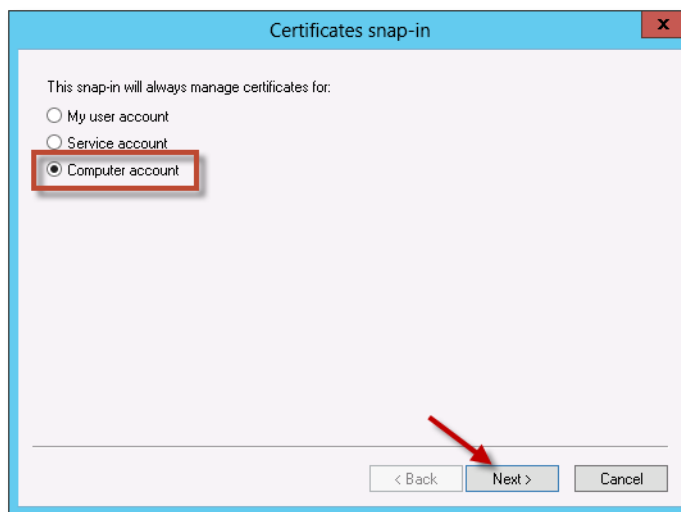 Certificates snap-in
x
This snap-in will always manage certificates for:
My user account
Service account
Computer account
< Back
Next >
Cancel